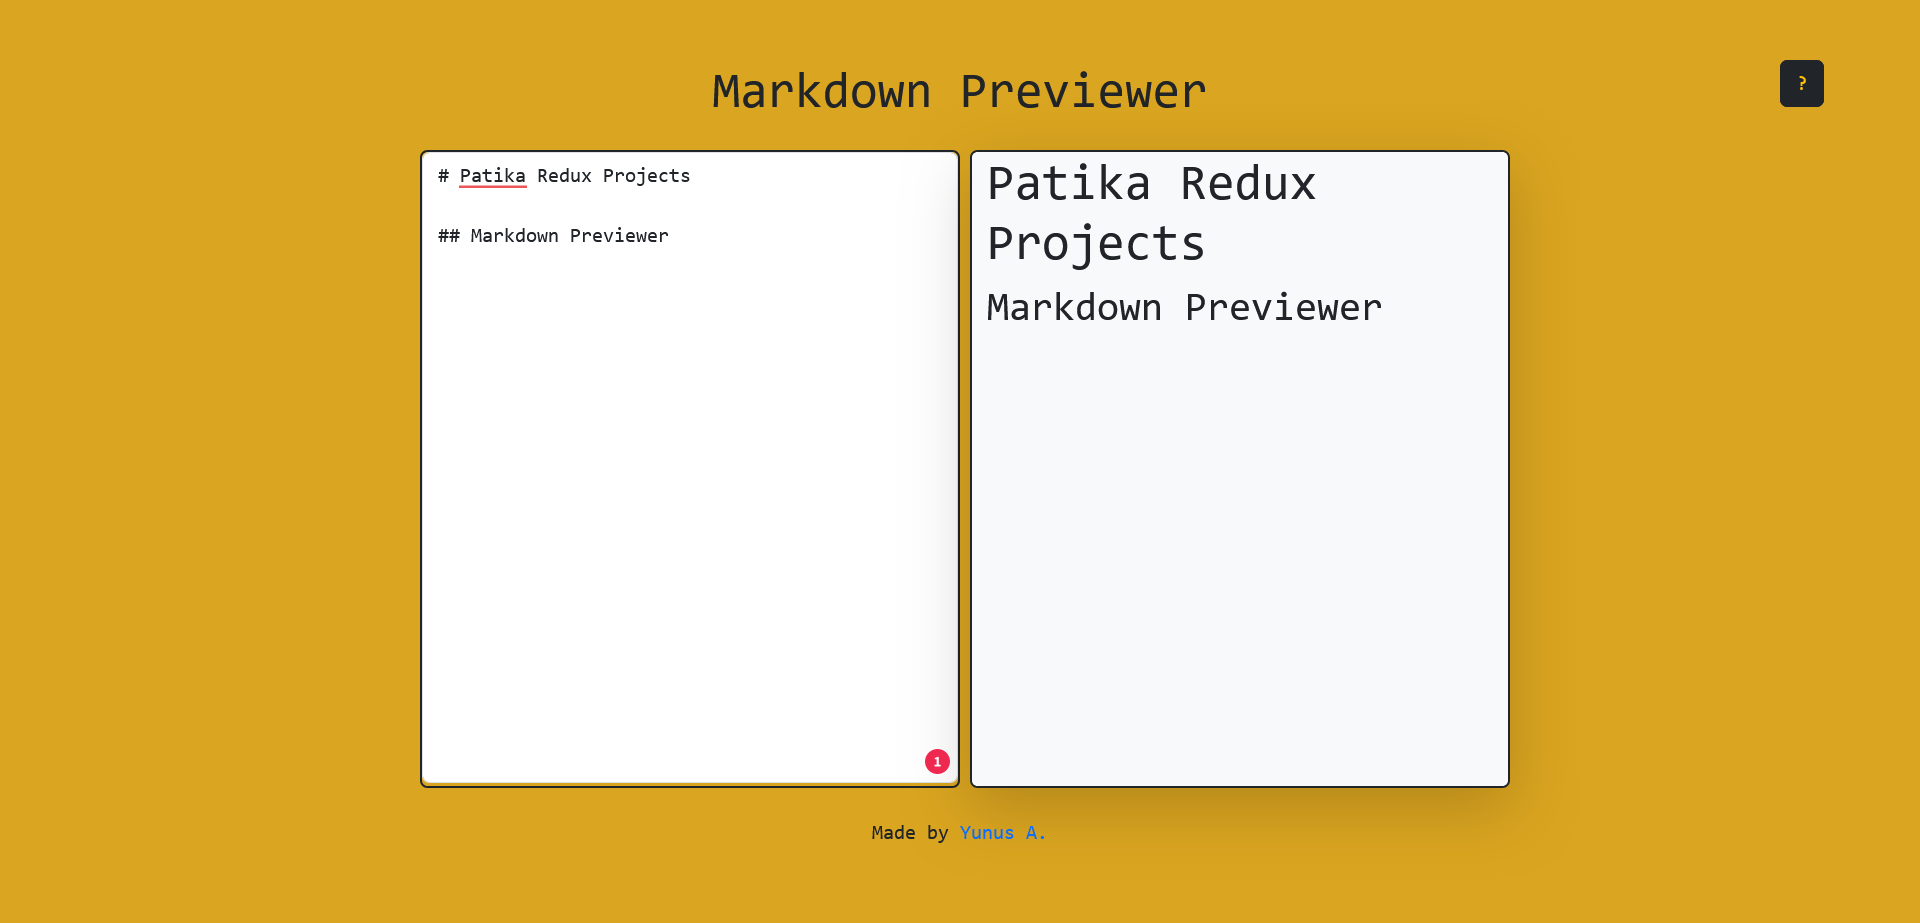 Markdown Previewer
?
# Patika Redux Projects
## Markdown Previewer
1
Patika Redux
Projects
Markdown Previewer
Made by Yunus A.